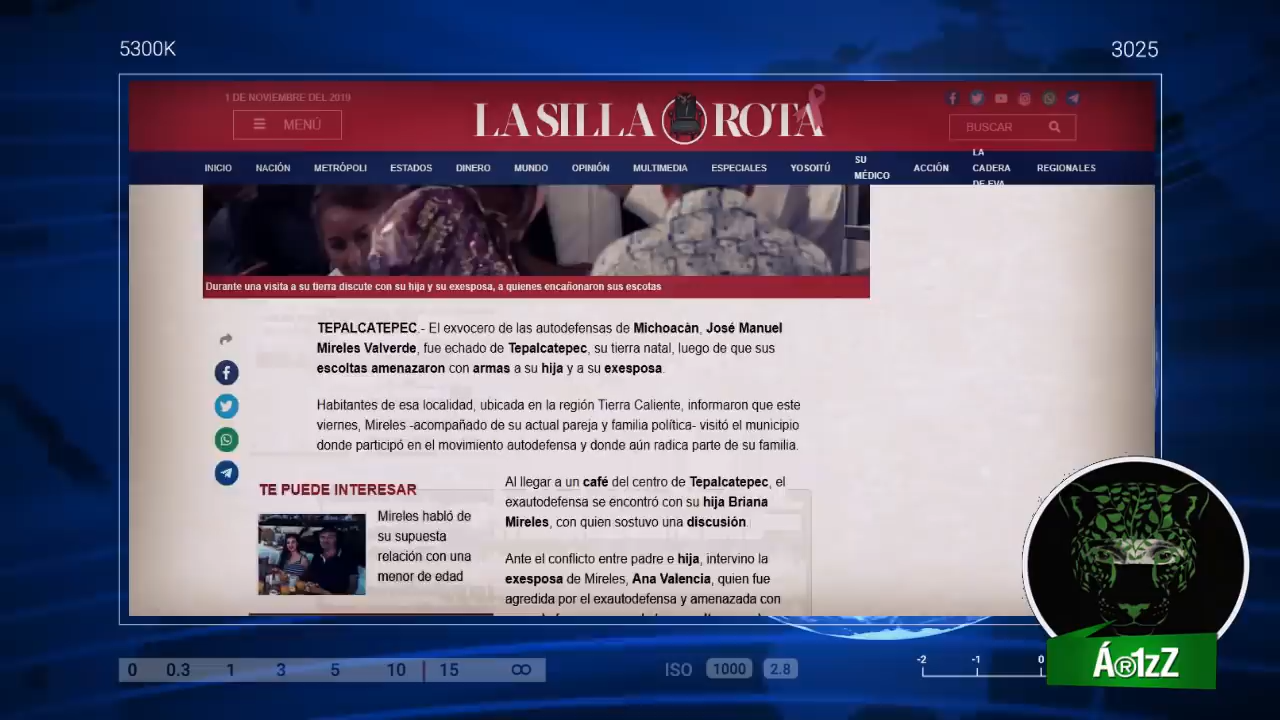 5300K
3025
1 DE NOVIEMBRE DEL 2019
MENÚ
LA SILLA ROTA
BUSCAR
INICIO NACIÓN METRÓPOLI ESTADOS DINERO MUNDO OPINIÓN MULTIMEDIA ESPECIALES YOSOITÚ SU MÉDICO ACCIÓN LA CADERA DE EVA REGIONALES
Durante una visita a su tierra discute con su hija y su exesposa, a quienes encañonaron sus escotas
TEPALCATEPEC.- El exvocero de las autodefensas de Michoacán, José Manuel
Mireles Valverde, fue echado de Tepalcatepec, su tierra natal, luego de que sus
escoltas amenazaron con armas a su hija y a su exesposa.
Habitantes de esa localidad, ubicada en la región Tierra Caliente, informaron que este
viernes, Mireles -acompañado de su actual pareja y familia política- visitó el municipio
donde participó en el movimiento autodefensa y donde aún radica parte de su familia.
TE PUEDE INTERESAR
Mireles habló de
su supuesta
relación con una
menor de edad
Al llegar a un café del centro de Tepalcatepec, el
exautodefensa se encontró con su hija Briana
Mireles, con quien sostuvo una discusión.
Ante el conflicto entre padre e hija, intervino la
exesposa de Mireles, Ana Valencia, quien fue
agredida por el exautodefensa y amenazada con
0 0.3 1 3 5 10 15 ∞
ISO 1000 2.8
-2 -1 0
Á®1zZ